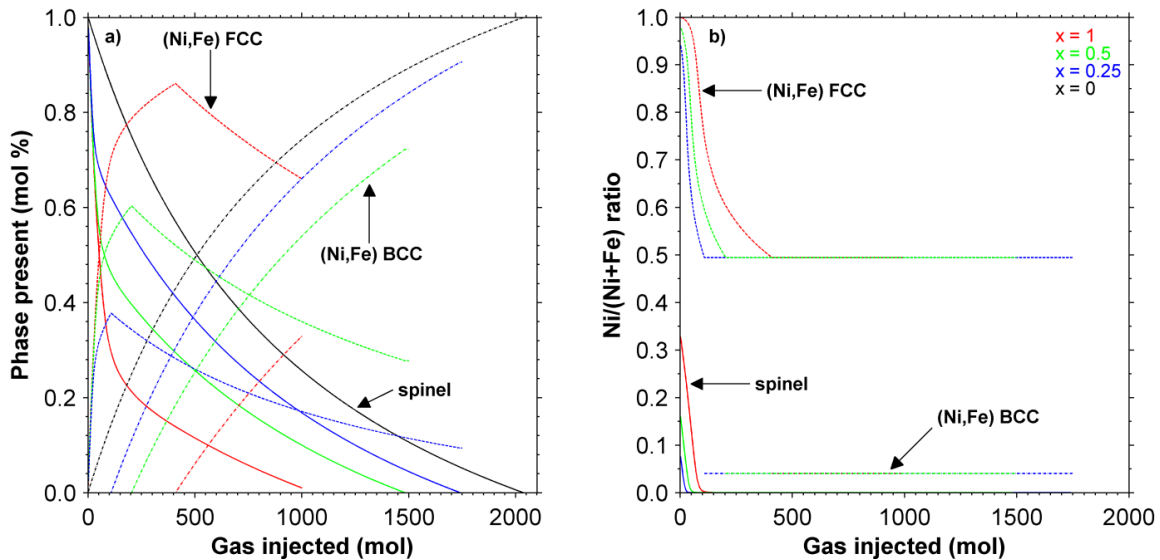 a)
(Ni,Fe) FCC
(Ni,Fe) BCC
spinel
Phase present (mol %)
1.0
0.8
0.6
0.4
0.2
0.0
0 500 1000 1500 2000
Gas injected (mol)
b)
x = 1
x = 0.5
x = 0.25
x = 0
(Ni,Fe) FCC
spinel
(Ni,Fe) BCC
Ni/(Ni+Fe) ratio
1.0
0.9
0.8
0.7
0.6
0.5
0.4
0.3
0.2
0.1
0.0
0 500 1000 1500 2000
Gas injected (mol)